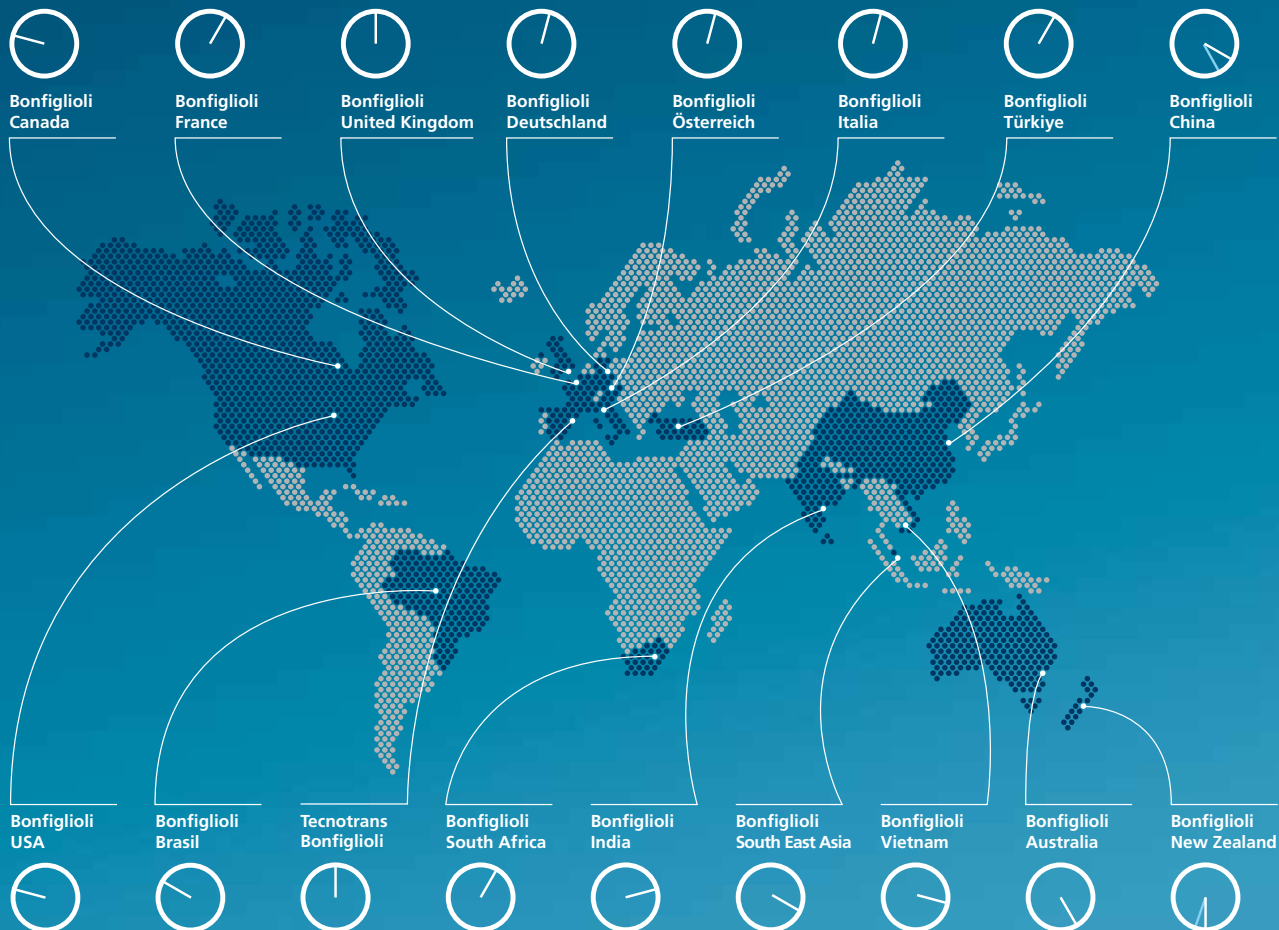 Bonfiglioli
Canada
Bonfiglioli
France
Bonfiglioli
United Kingdom
Bonfiglioli
Deutschland
Bonfiglioli
Österreich
Bonfiglioli
Italia
Bonfiglioli
Türkiye
Bonfiglioli
China
Bonfiglioli
USA
Bonfiglioli
Brasil
Tecnotrans
Bonfiglioli
Bonfiglioli
South Africa
Bonfiglioli
India
Bonfiglioli
South East Asia
Bonfiglioli
Vietnam
Bonfiglioli
Australia
Bonfiglioli
New Zealand